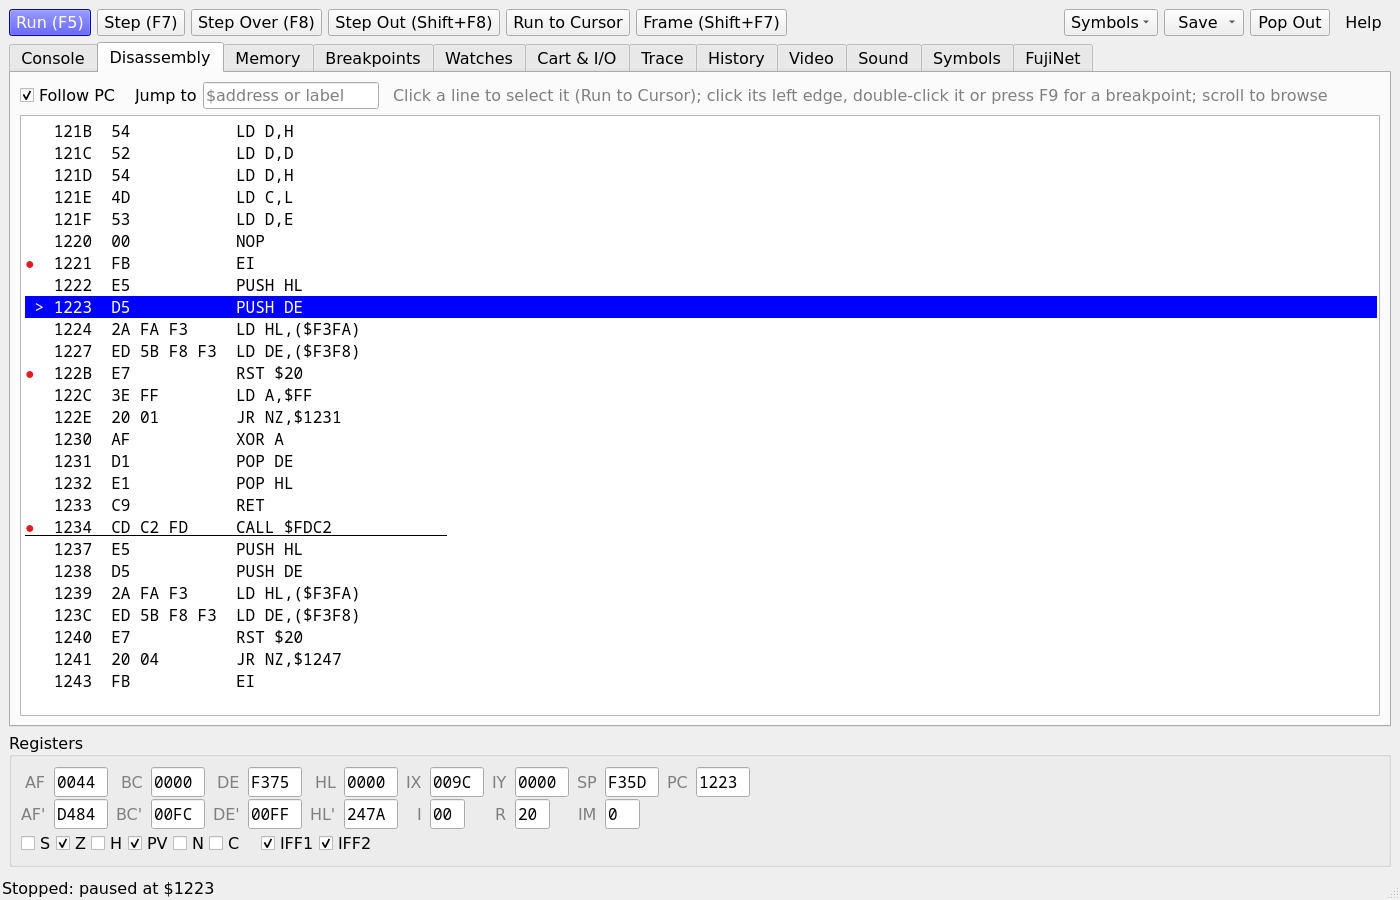 Run (F5) Step (F7) Step Over (F8) Step Out (Shift+F8) Run to Cursor Frame (Shift+F7) Symbols Save Pop Out Help
Console Disassembly Memory Breakpoints Watches Cart & I/O Trace History Video Sound Symbols FujiNet
Follow PC Jump to $address or label Click a line to select it (Run to Cursor); click its left edge, double-click it or press F9 for a breakpoint; scroll to browse
121B 54 LD D,H
121C 52 LD D,D
121D 54 LD D,H
121E 4D LD C,L
121F 53 LD D,E
1220 00 NOP
1221 FB EI
1222 E5 PUSH HL
> 1223 D5 PUSH DE
1224 2A FA F3 LD HL,($F3FA)
1227 ED 5B F8 F3 LD DE,($F3F8)
122B E7 RST $20
122C 3E FF LD A,$FF
122E 20 01 JR NZ,$1231
1230 AF XOR A
1231 D1 POP DE
1232 E1 POP HL
1233 C9 RET
1234 CD C2 FD CALL $FDC2
1237 E5 PUSH HL
1238 D5 PUSH DE
1239 2A FA F3 LD HL,($F3FA)
123C ED 5B F8 F3 LD DE,($F3F8)
1240 E7 RST $20
1241 20 04 JR NZ,$1247
1243 FB EI
Registers
AF 0044 BC 0000 DE F375 HL 0000 IX 009C IY 0000 SP F35D PC 1223
AF' D484 BC' 00FC DE' 00FF HL' 247A I 00 R 20 IM 0
S Z H PV N C IFF1 IFF2
Stopped: paused at $1223